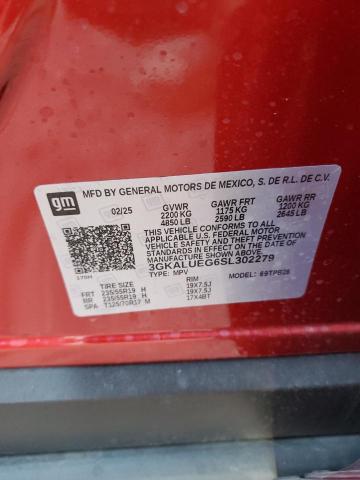 gm
MFD BY GENERAL MOTORS DE MEXICO, S. DE R.L. DE C.V.
02/25 GVWR GAWR FRT GAWR RR
2200 KG 1175 KG 1200 KG
4850 LB 2590 LB 2645 LB
THIS VEHICLE CONFORMS TO ALL
APPLICABLE U.S. FEDERAL MOTOR
VEHICLE SAFETY AND THEFT PREVENTION
STANDARDS IN EFFECT ON THE DATE OF
MANUFACTURE SHOWN ABOVE.
3GKALUEG6SL302279
TYPE: MPV MODEL:
TIRE SIZE RIM
FRT 235/55R19 H 19X7.5J
RR 235/55R19 H 19X7.5J
SPA T125/70R17 M 17X4BT